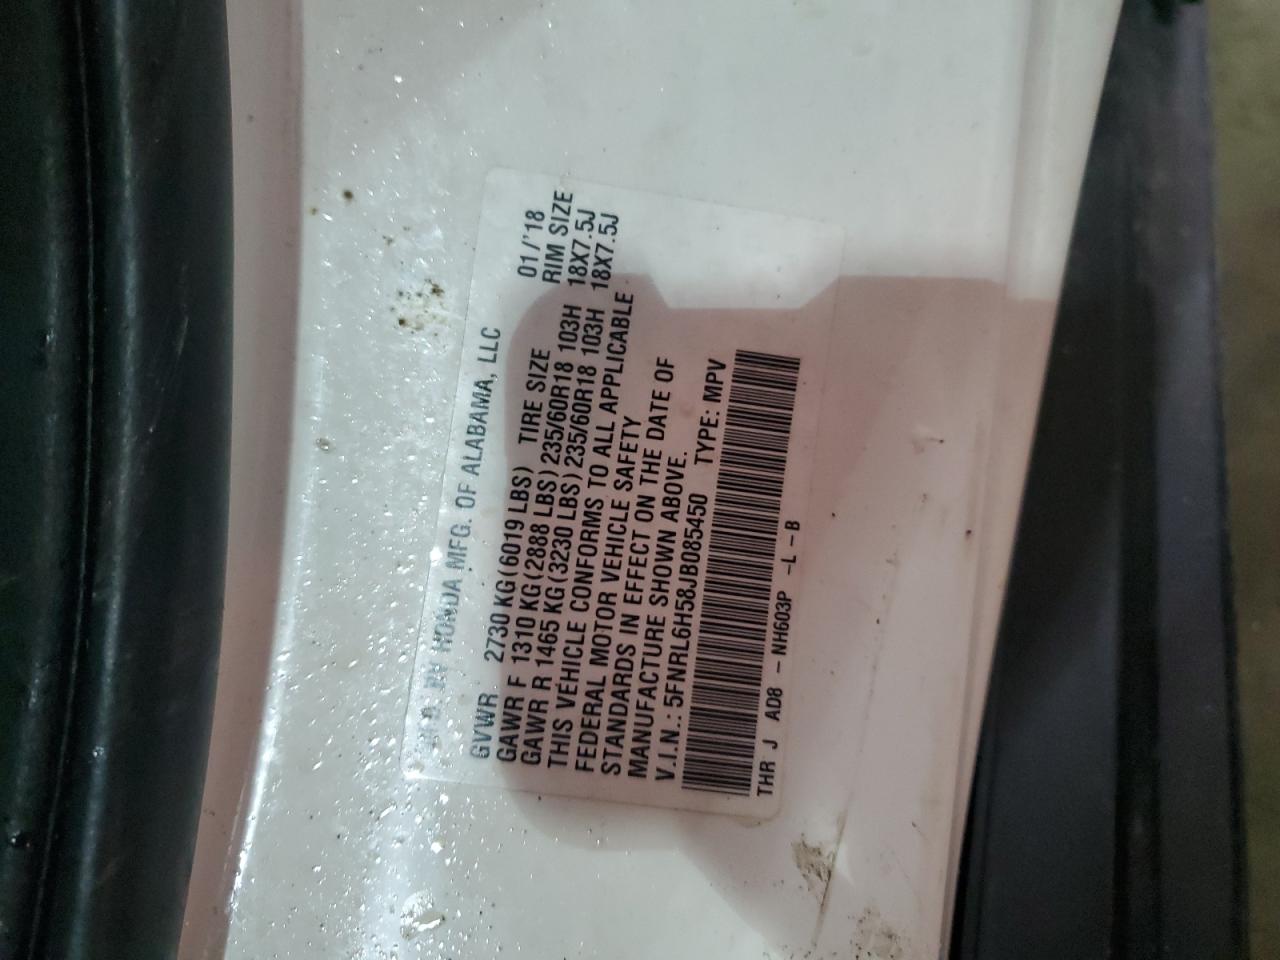 MFD. BY HONDA MFG. OF ALABAMA, LLC 01/'18
GVWR 2730 KG (6019 LBS) TIRE SIZE RIM SIZE
GAWR F 1310 KG (2888 LBS) 235/60R18 103H 18X7.5J
GAWR R 1465 KG (3230 LBS) 235/60R18 103H 18X7.5J
THIS VEHICLE CONFORMS TO ALL APPLICABLE
FEDERAL MOTOR VEHICLE SAFETY
STANDARDS IN EFFECT ON THE DATE OF
MANUFACTURE SHOWN ABOVE.
V.I.N.: 5FNRL6H58JB085450 TYPE: MPV
THR J AD8 - NH603P -L - B